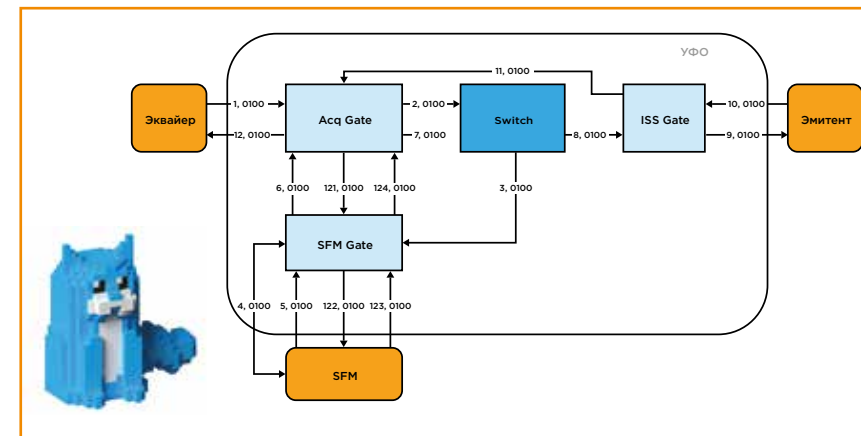 УФО
11, 0100
Эквайер
1, 0100
12, 0100
Acq Gate
2, 0100
7, 0100
Switch
8, 0100
ISS Gate
10, 0100
9, 0100
Эмитент
6, 0100
121, 0100
124, 0100
3, 0100
SFM Gate
4, 0100
5, 0100
122, 0100
123, 0100
SFM